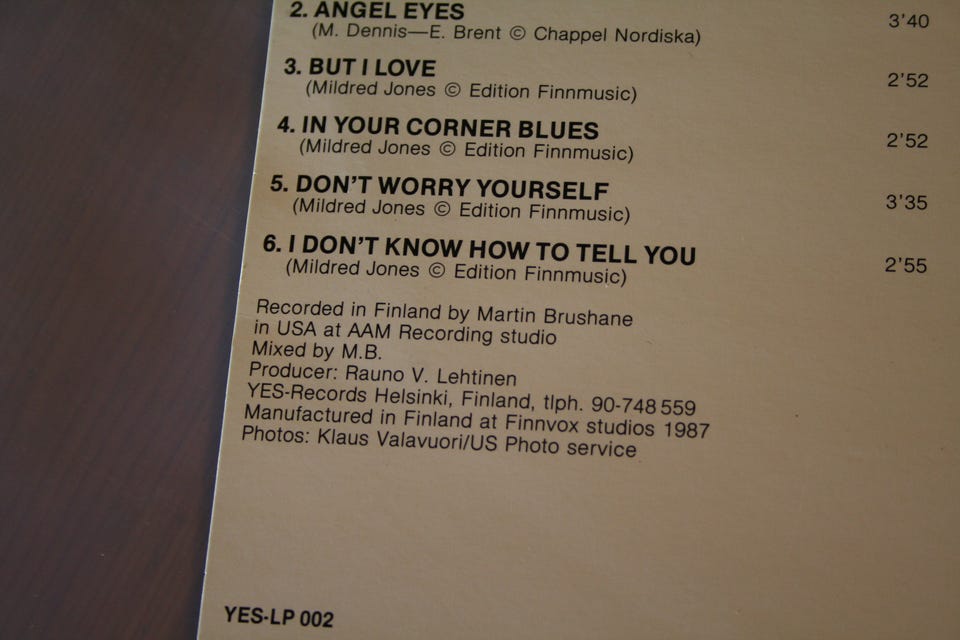 2. ANGEL EYES 3'40
(M. Dennis—E. Brent © Chappel Nordiska)
3. BUT I LOVE 2'52
(Mildred Jones © Edition Finnmusic)
4. IN YOUR CORNER BLUES 2'52
(Mildred Jones © Edition Finnmusic)
5. DON'T WORRY YOURSELF 3'35
(Mildred Jones © Edition Finnmusic)
6. I DON'T KNOW HOW TO TELL YOU 2'55
(Mildred Jones © Edition Finnmusic)
Recorded in Finland by Martin Brushane
in USA at AAM Recording studio
Mixed by M.B.
Producer: Rauno V. Lehtinen
YES-Records Helsinki, Finland, tlph. 90-748 559
Manufactured in Finland at Finnvox studios 1987
Photos: Klaus Valavuori/US Photo service
YES-LP 002